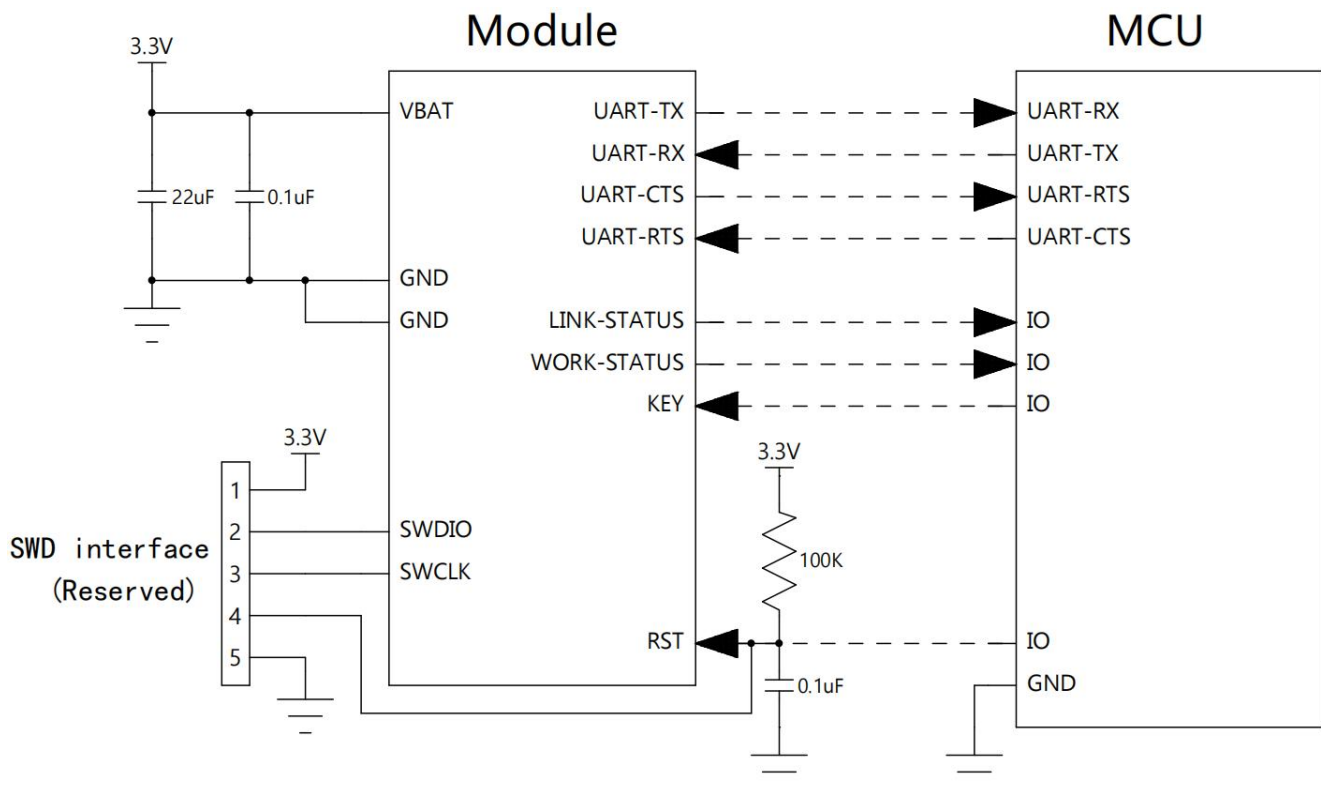 Module
MCU
3.3V
VBAT
UART-TX
UART-RX
UART-RX
UART-TX
22uF
0.1uF
UART-CTS
UART-RTS
UART-RTS
UART-CTS
GND
GND
LINK-STATUS
IO
WORK-STATUS
IO
KEY
IO
3.3V
3.3V
1
2
SWDIO
SWD interface
(Reserved)
3
SWCLK
100K
4
5
RST
IO
0.1uF
GND